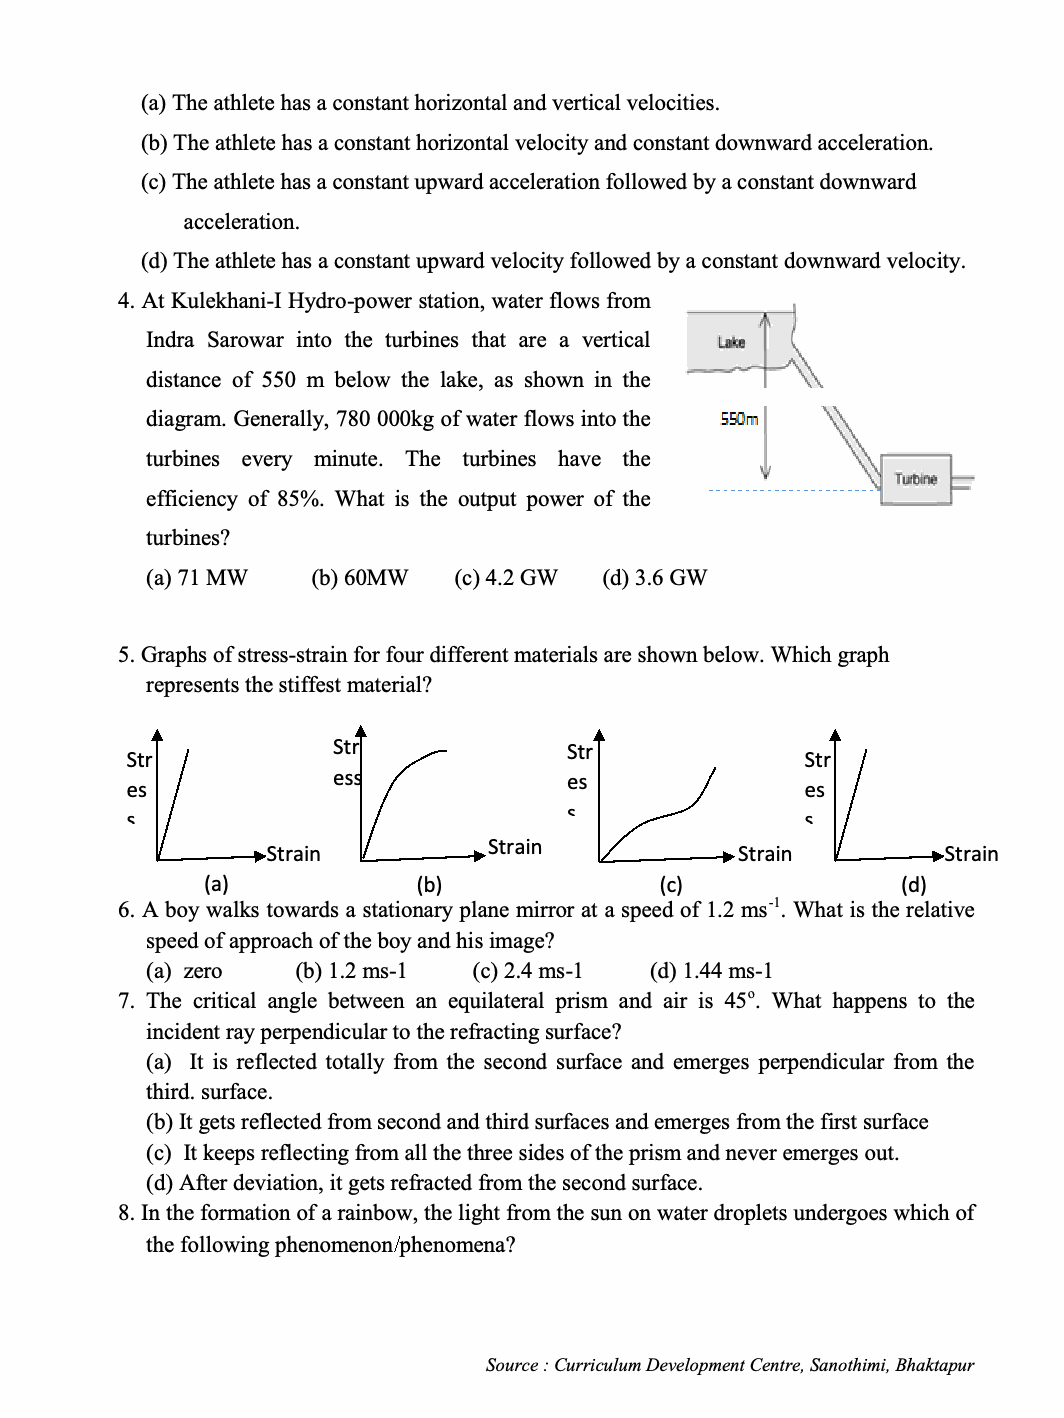 (a) The athlete has a constant horizontal and vertical velocities.
(b) The athlete has a constant horizontal velocity and constant downward acceleration.
(c) The athlete has a constant upward acceleration followed by a constant downward
acceleration.
(d) The athlete has a constant upward velocity followed by a constant downward velocity.
4. At Kulekhani-I Hydro-power station, water flows from
Indra Sarowar into the turbines that are a vertical
distance of 550 m below the lake, as shown in the
diagram. Generally, 780 000kg of water flows into the
turbines every minute. The turbines have the
efficiency of 85%. What is the output power of the
turbines?
Lake
550m
Turbine
(a) 71 MW (b) 60MW (c) 4.2 GW (d) 3.6 GW
5. Graphs of stress-strain for four different materials are shown below. Which graph
represents the stiffest material?
Str
es
s
Strain
(a)
Str
ess
Strain
(b)
Str
es
s
Strain
(c)
Str
es
s
Strain
(d)
6. A boy walks towards a stationary plane mirror at a speed of 1.2 ms⁻¹. What is the relative
speed of approach of the boy and his image?
(a) zero (b) 1.2 ms-1 (c) 2.4 ms-1 (d) 1.44 ms-1
7. The critical angle between an equilateral prism and air is 45º. What happens to the
incident ray perpendicular to the refracting surface?
(a) It is reflected totally from the second surface and emerges perpendicular from the
third. surface.
(b) It gets reflected from second and third surfaces and emerges from the first surface
(c) It keeps reflecting from all the three sides of the prism and never emerges out.
(d) After deviation, it gets refracted from the second surface.
8. In the formation of a rainbow, the light from the sun on water droplets undergoes which of
the following phenomenon/phenomena?
Source : Curriculum Development Centre, Sanothimi, Bhaktapur